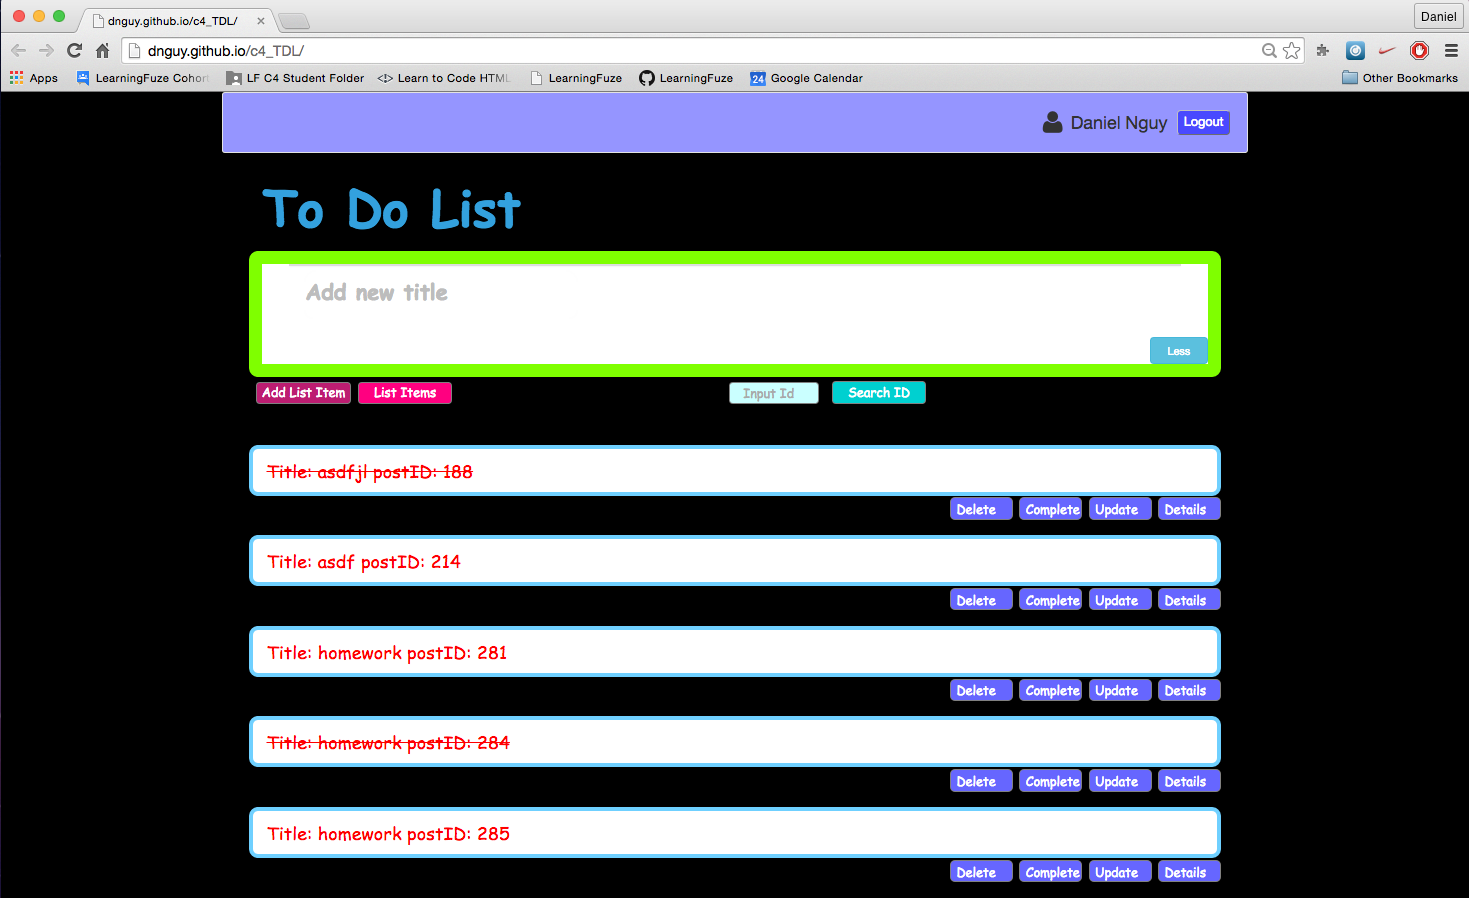 dnguy.github.io/c4_TDL/
Daniel
dnguy.github.io/c4_TDL/
Apps LearningFuze Cohort LF C4 Student Folder Learn to Code HTML LearningFuze LearningFuze 24 Google Calendar Other Bookmarks
Daniel Nguy Logout
To Do List
Add new title
Less
Add List Item List Items Input Id Search ID
Title: asdfjl postID: 188
Delete Complete Update Details
Title: asdf postID: 214
Delete Complete Update Details
Title: homework postID: 281
Delete Complete Update Details
Title: homework postID: 284
Delete Complete Update Details
Title: homework postID: 285
Delete Complete Update Details